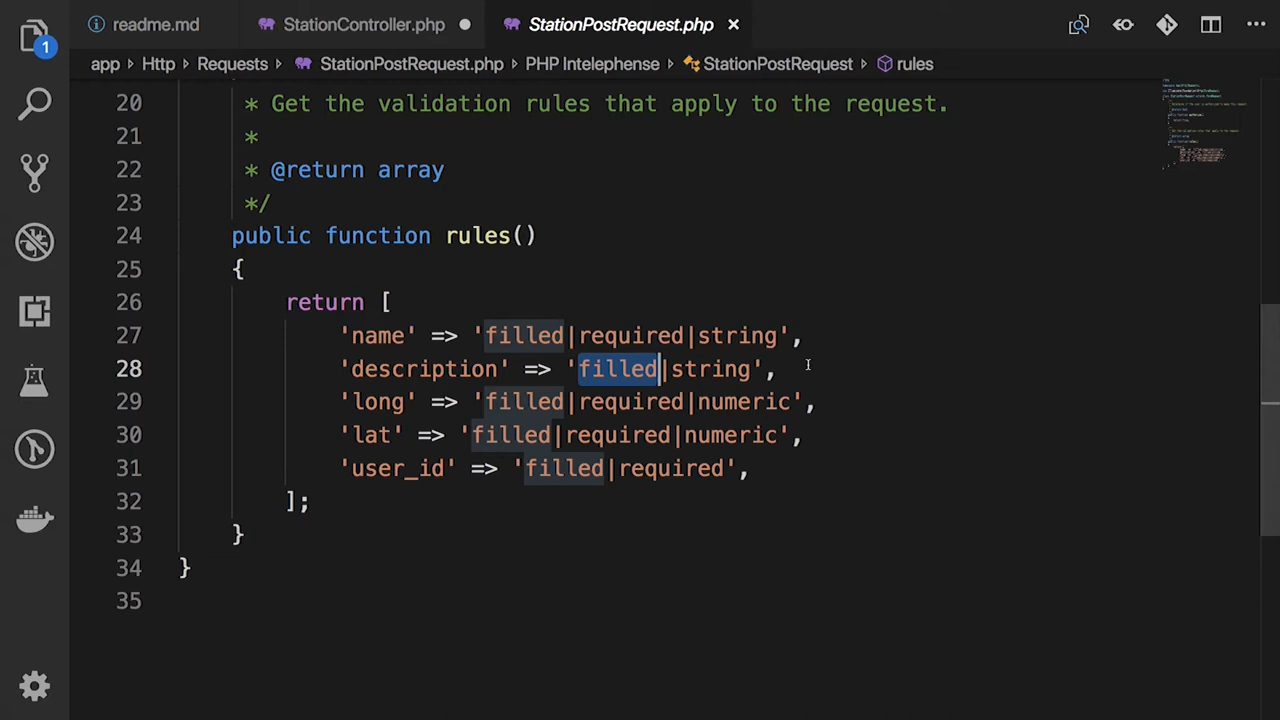 readme.md
StationController.php
StationPostRequest.php
1
app
Http
Requests
StationPostRequest.php
PHP Intelephense
StationPostRequest
rules
20 * Get the validation rules that apply to the request.
21 *
22 * @return array
23 */
24 public function rules()
25 {
26 return [
27 'name' => 'filled|required|string',
28 'description' => 'filled|string',
29 'long' => 'filled|required|numeric',
30 'lat' => 'filled|required|numeric',
31 'user_id' => 'filled|required',
32 ];
33 }
34 }
35